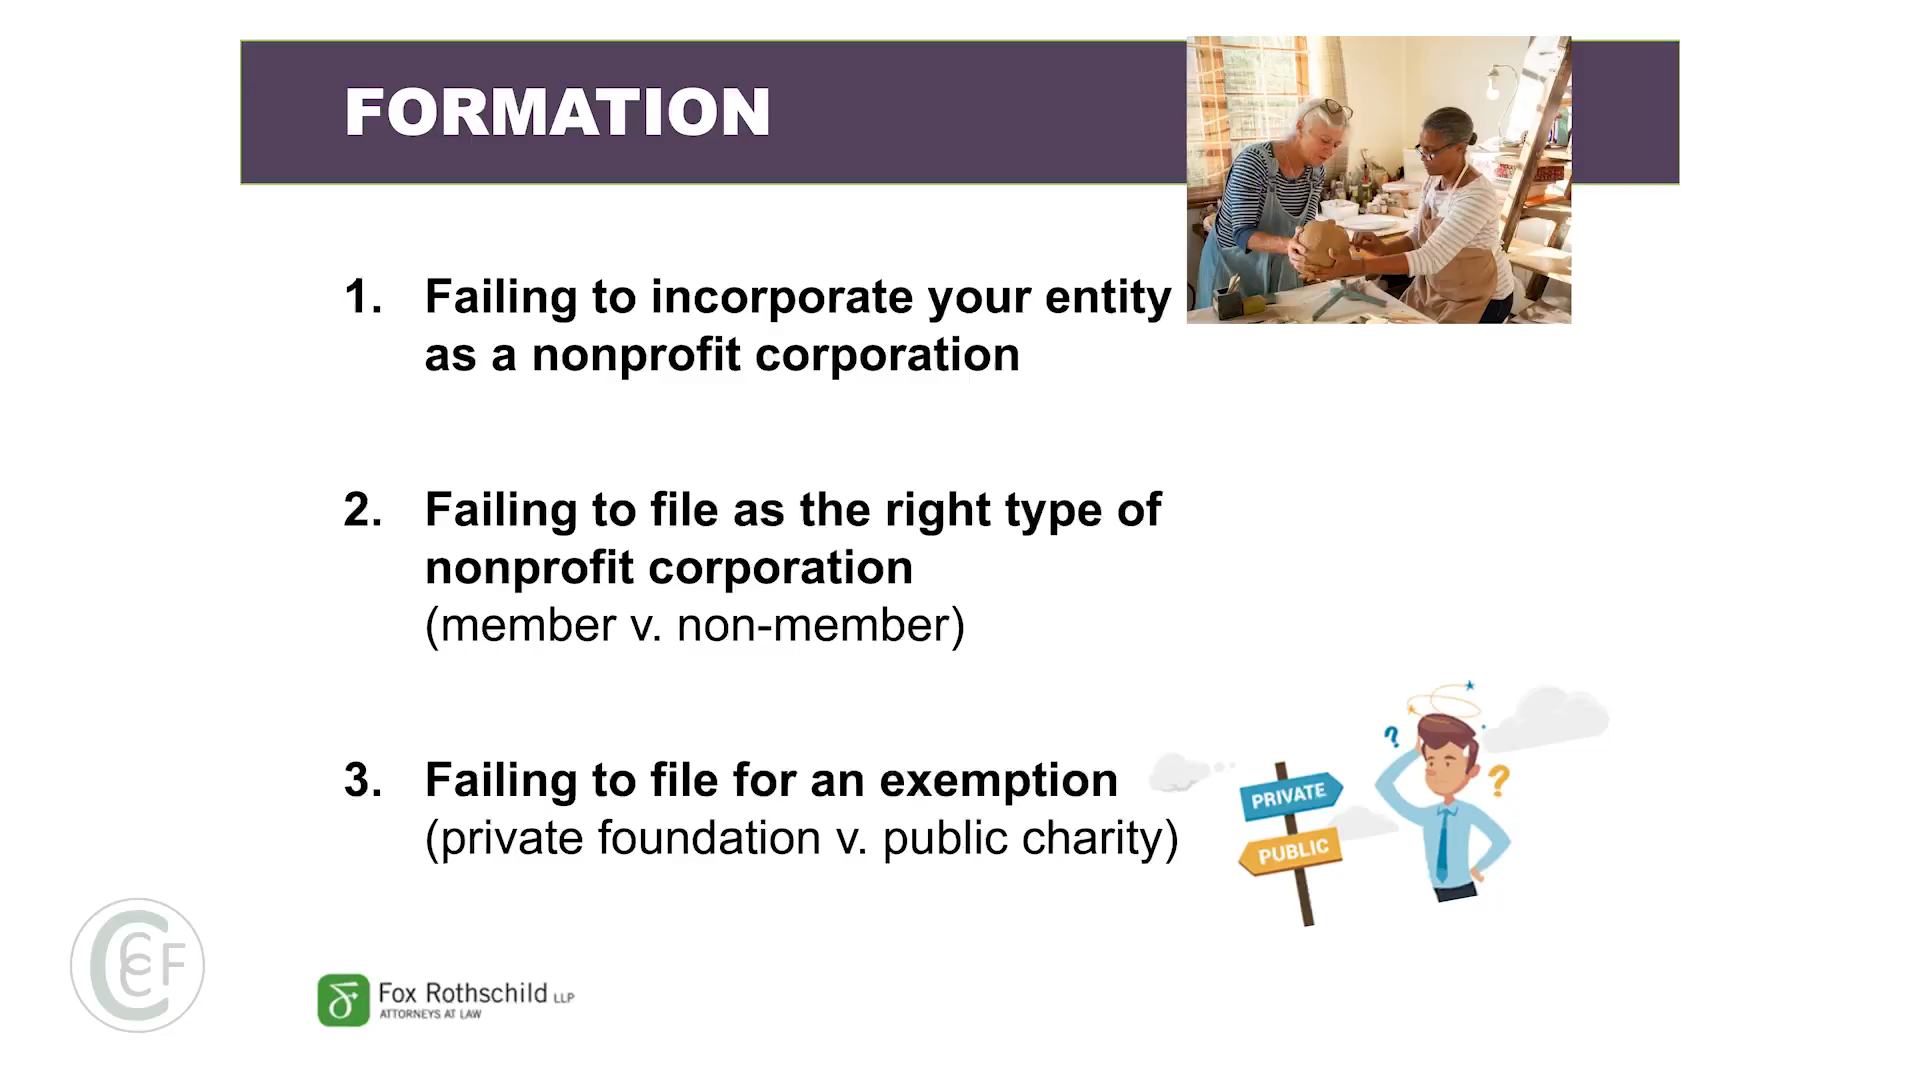 FORMATION
1. Failing to incorporate your entity
as a nonprofit corporation
2. Failing to file as the right type of
nonprofit corporation
(member v. non-member)
3. Failing to file for an exemption
(private foundation v. public charity)
PRIVATE
PUBLIC
?
?
CCCF
Fox Rothschild LLP
ATTORNEYS AT LAW